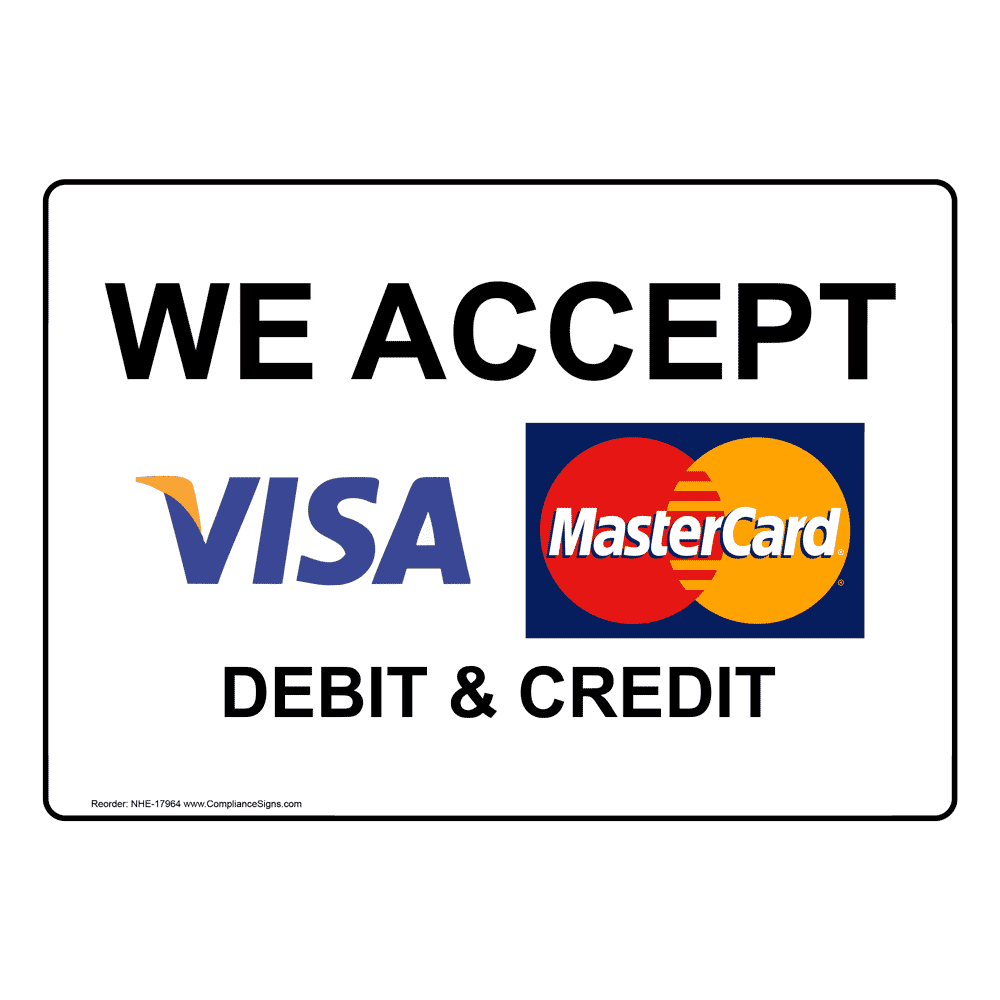 WE ACCEPT
VISA MasterCard
DEBIT & CREDIT
Reorder: NHE-17964 www.ComplianceSigns.com